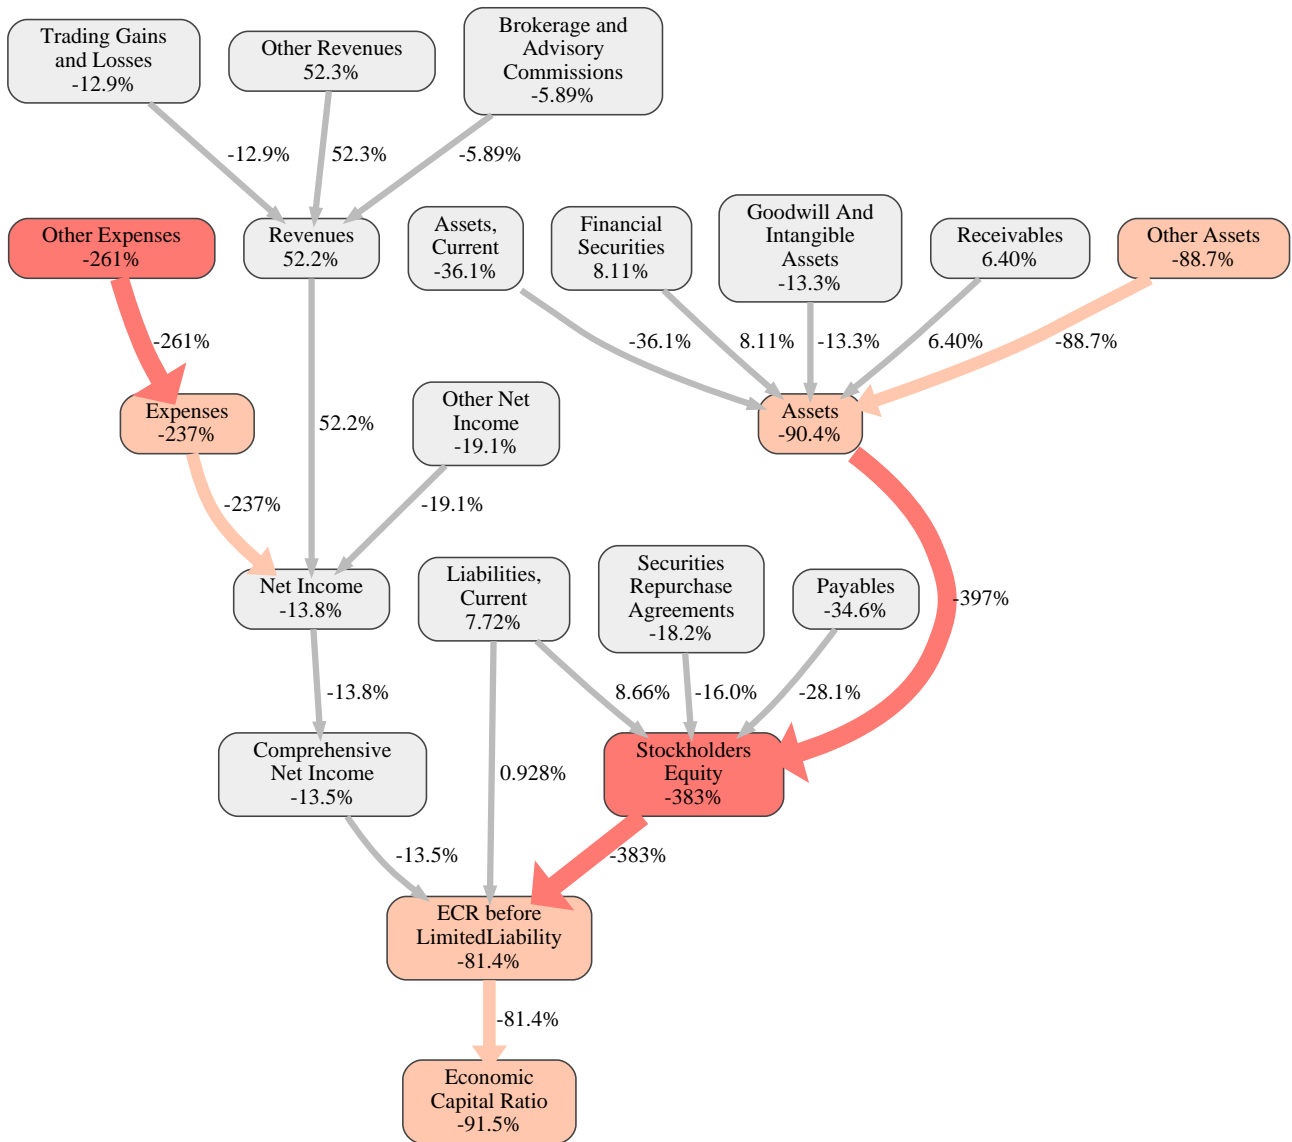 Trading Gains
and Losses
-12.9%
Other Revenues
52.3%
Brokerage and
Advisory
Commissions
-5.89%
-12.9%
52.3%
-5.89%
Other Expenses
-261%
Revenues
52.2%
Assets,
Current
-36.1%
Financial
Securities
8.11%
Goodwill And
Intangible
Assets
-13.3%
Receivables
6.40%
Other Assets
-88.7%
-261%
-36.1%
8.11%
-13.3%
6.40%
-88.7%
Expenses
-237%
52.2%
Other Net
Income
-19.1%
Assets
-90.4%
-237%
-19.1%
Net Income
-13.8%
Liabilities,
Current
7.72%
Securities
Repurchase
Agreements
-18.2%
Payables
-34.6%
-397%
-13.8%
8.66%
-16.0%
-28.1%
Comprehensive
Net Income
-13.5%
0.928%
Stockholders
Equity
-383%
-13.5%
-383%
ECR before
LimitedLiability
-81.4%
-81.4%
Economic
Capital Ratio
-91.5%